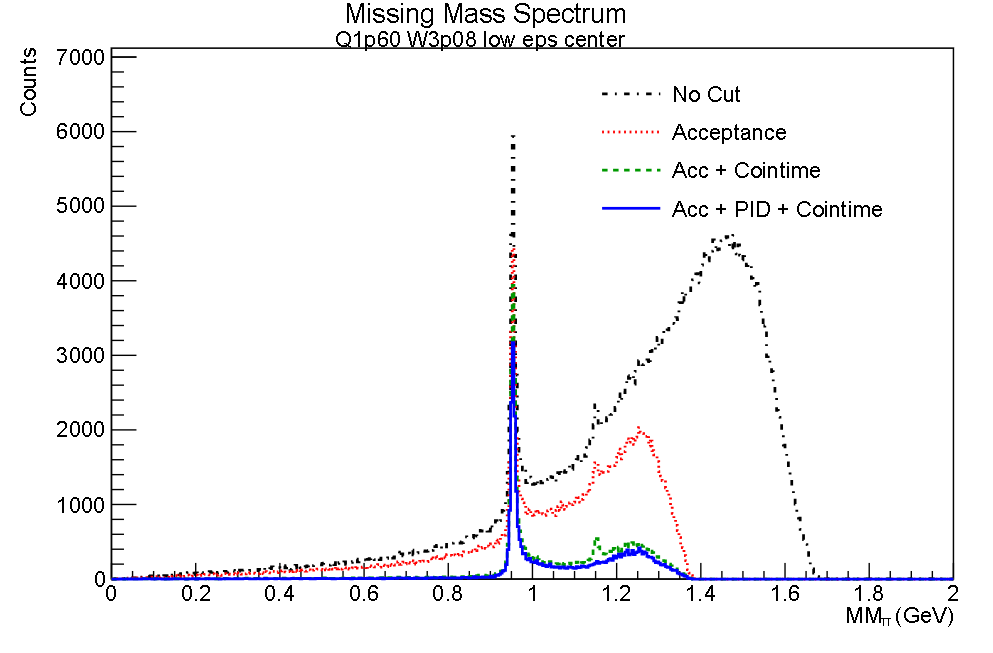 Missing Mass Spectrum
Q1p60 W3p08 low eps center
Counts
7000
6000
5000
4000
3000
2000
1000
0
No Cut
Acceptance
Acc + Cointime
Acc + PID + Cointime
0 0.2 0.4 0.6 0.8 1 1.2 1.4 1.6 1.8 2
MMπ (GeV)